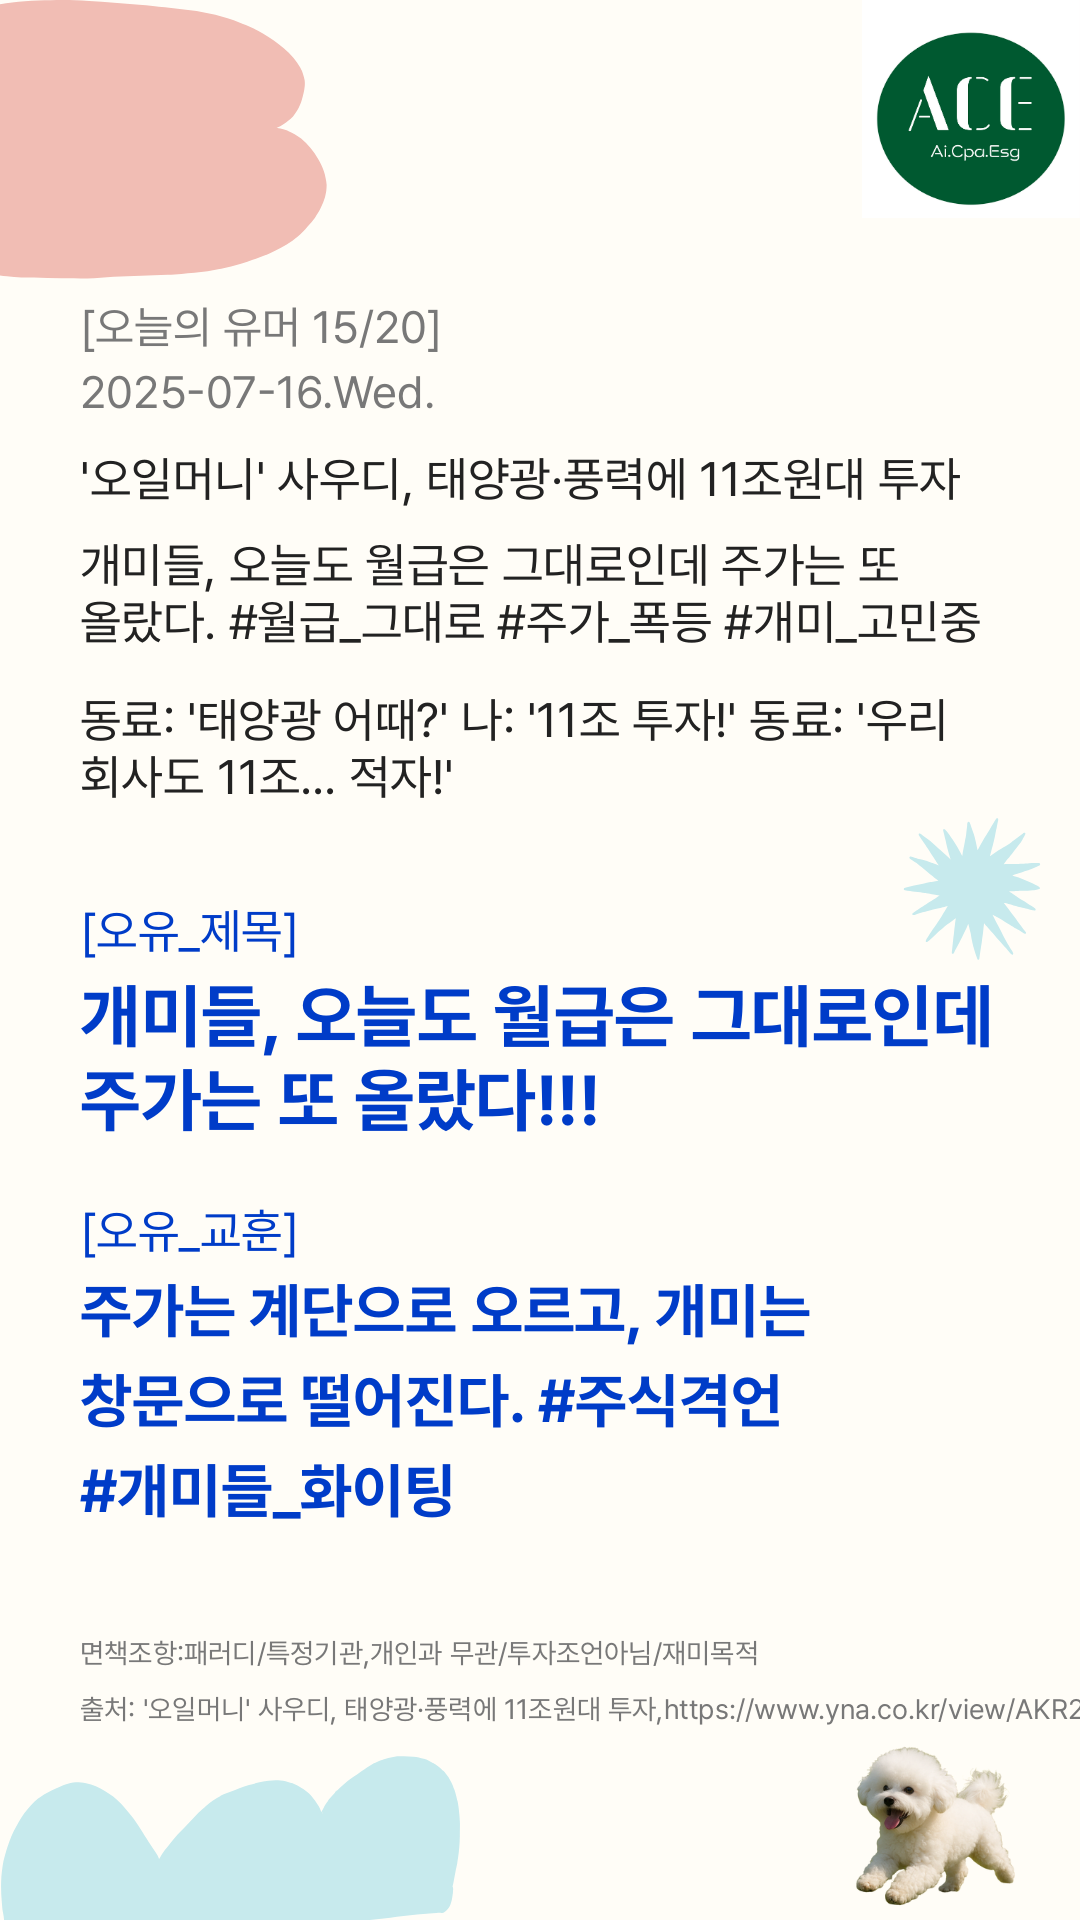 ACE
Ai.Cpa.Esg
[오늘의 유머 15/20]
2025-07-16.Wed.
'오일머니' 사우디, 태양광·풍력에 11조원대 투자
개미들, 오늘도 월급은 그대로인데 주가는 또
올랐다. #월급_그대로 #주가_폭등 #개미_고민중
동료: '태양광 어때?' 나: '11조 투자!' 동료: '우리
회사도 11조... 적자!'
[오유_제목]
개미들, 오늘도 월급은 그대로인데
주가는 또 올랐다!!!
[오유_교훈]
주가는 계단으로 오르고, 개미는
창문으로 떨어진다. #주식격언
#개미들_화이팅
면책조항:패러디/특정기관,개인과 무관/투자조언아님/재미목적
출처: '오일머니' 사우디, 태양광·풍력에 11조원대 투자,https://www.yna.co.kr/view/AKR2